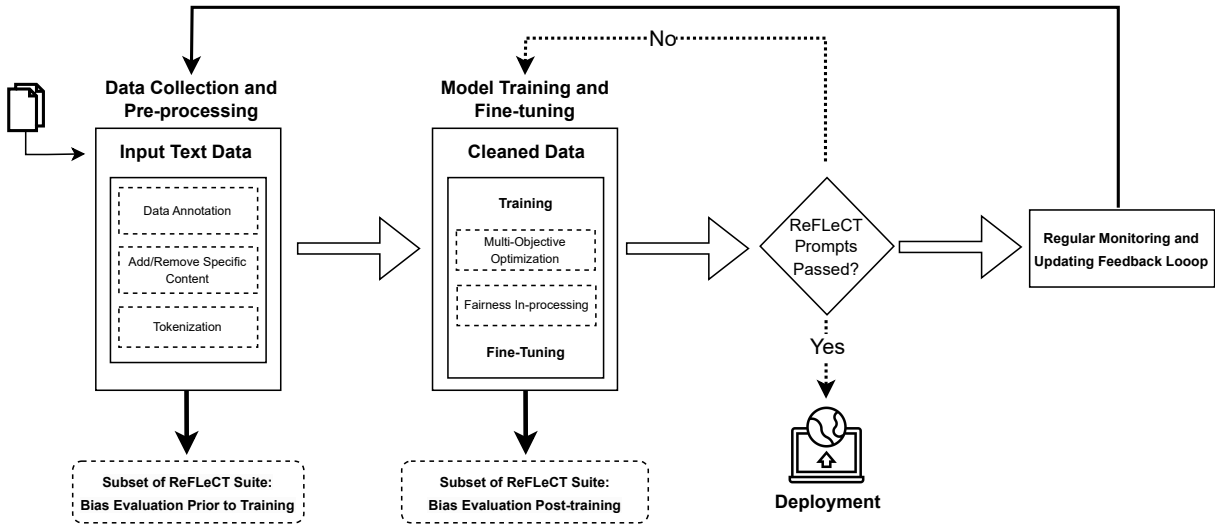 No
Data Collection and
Pre-processing
Input Text Data
Data Annotation
Add/Remove Specific
Content
Tokenization
Subset of ReFLeCT Suite:
Bias Evaluation Prior to Training
Model Training and
Fine-tuning
Cleaned Data
Training
Multi-Objective
Optimization
Fairness In-processing
Fine-Tuning
Subset of ReFLeCT Suite:
Bias Evaluation Post-training
ReFLeCT
Prompts
Passed?
Yes
Deployment
Regular Monitoring and
Updating Feedback Looop